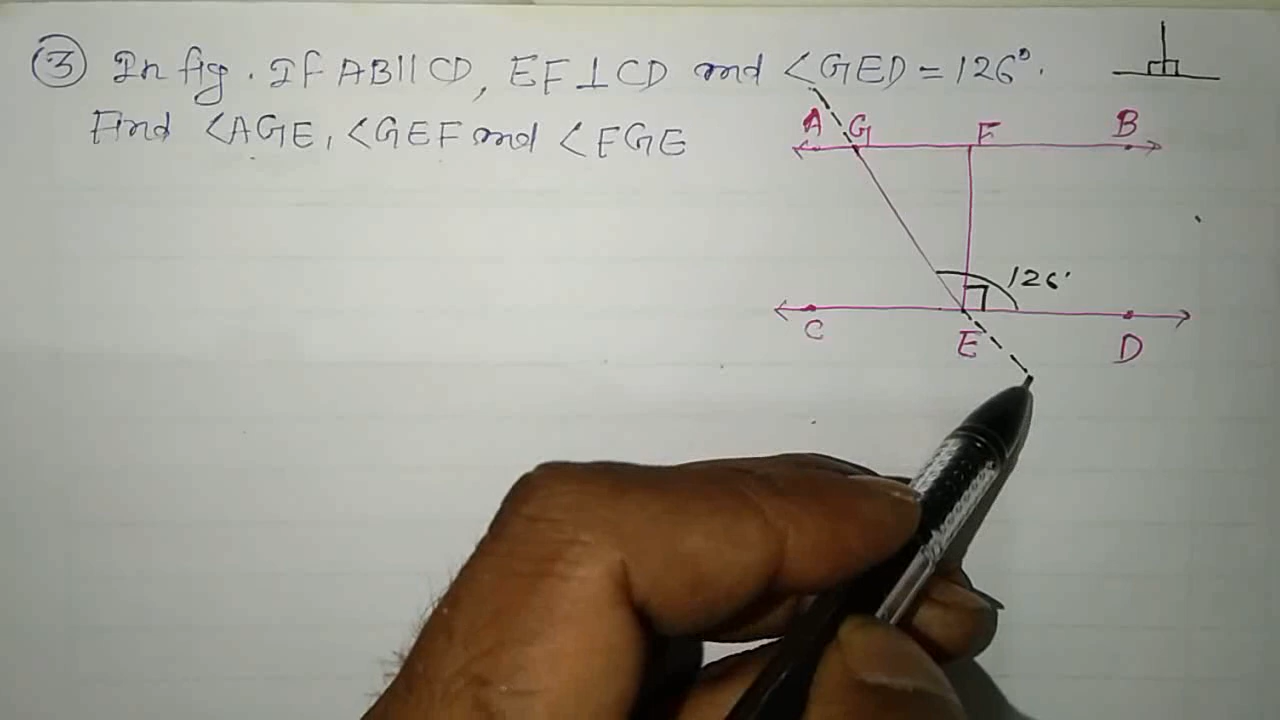 ③ In fig. If AB||CD, EF⊥CD and <GED = 126°.
Find <AGE, <GEF and <FGE
A G F B
126°
C E D